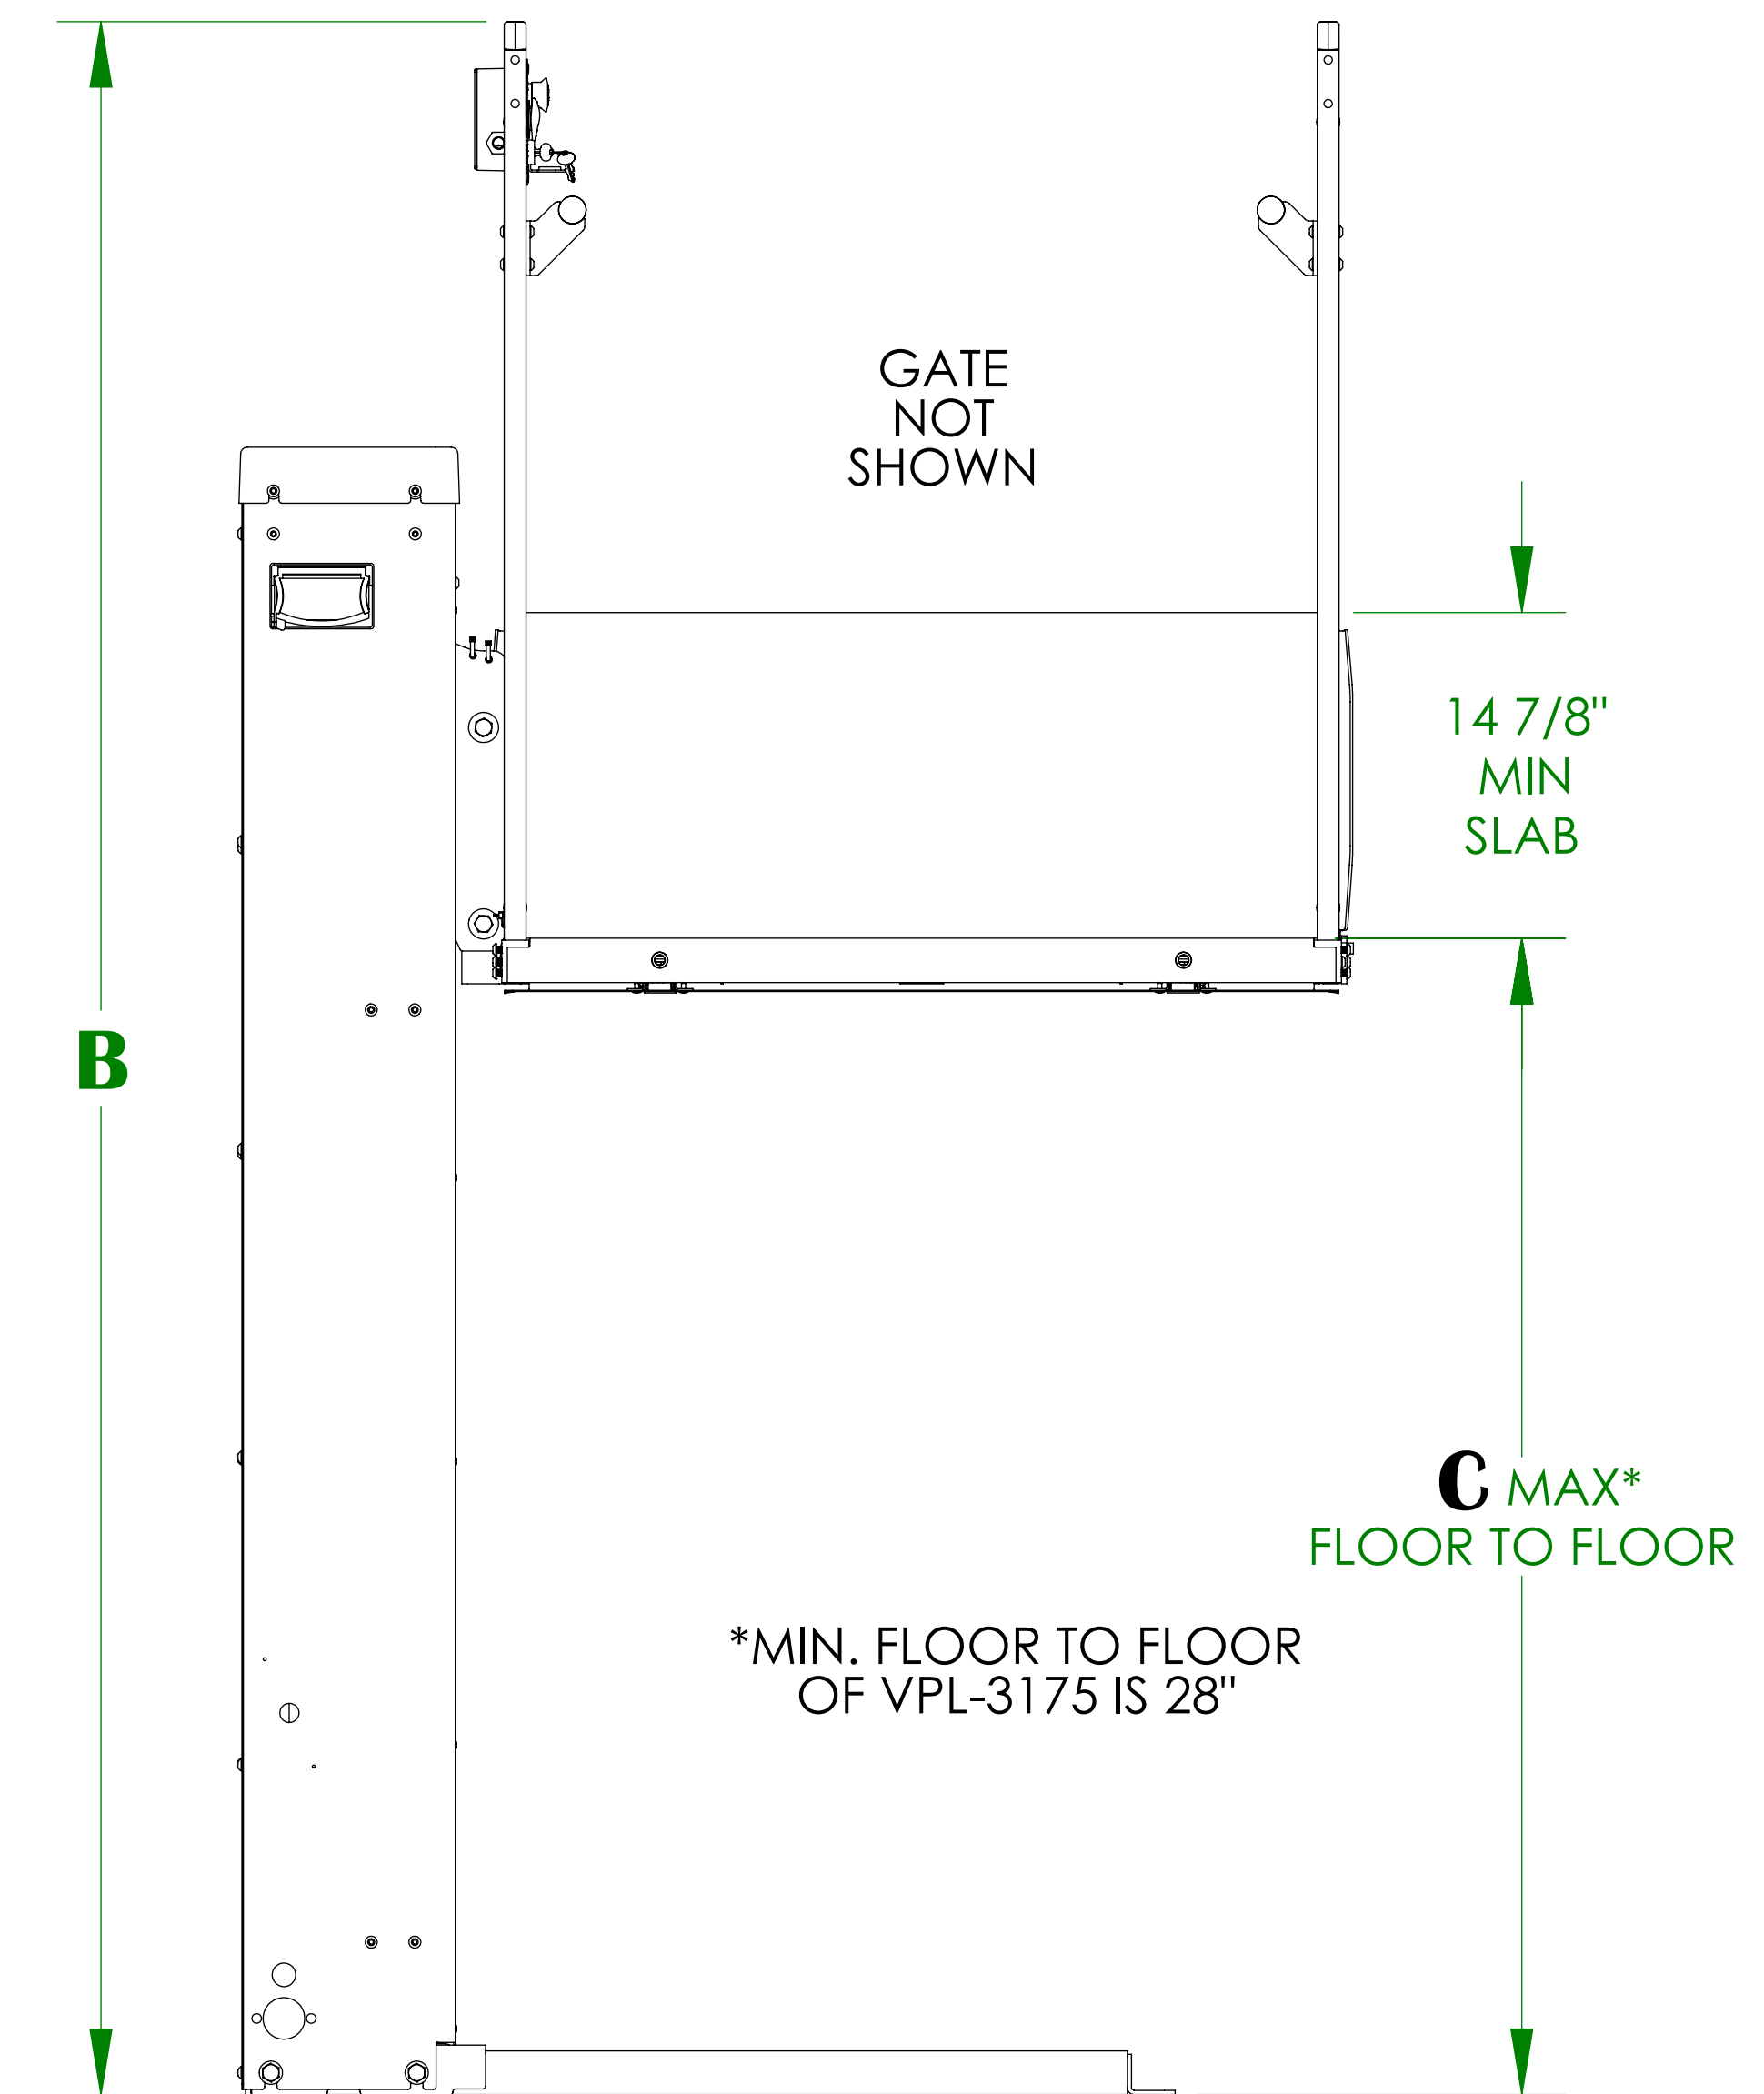 GATE
NOT
SHOWN
14 7/8"
MIN
SLAB
B
C MAX*
FLOOR TO FLOOR
*MIN. FLOOR TO FLOOR
OF VPL-3175 IS 28"